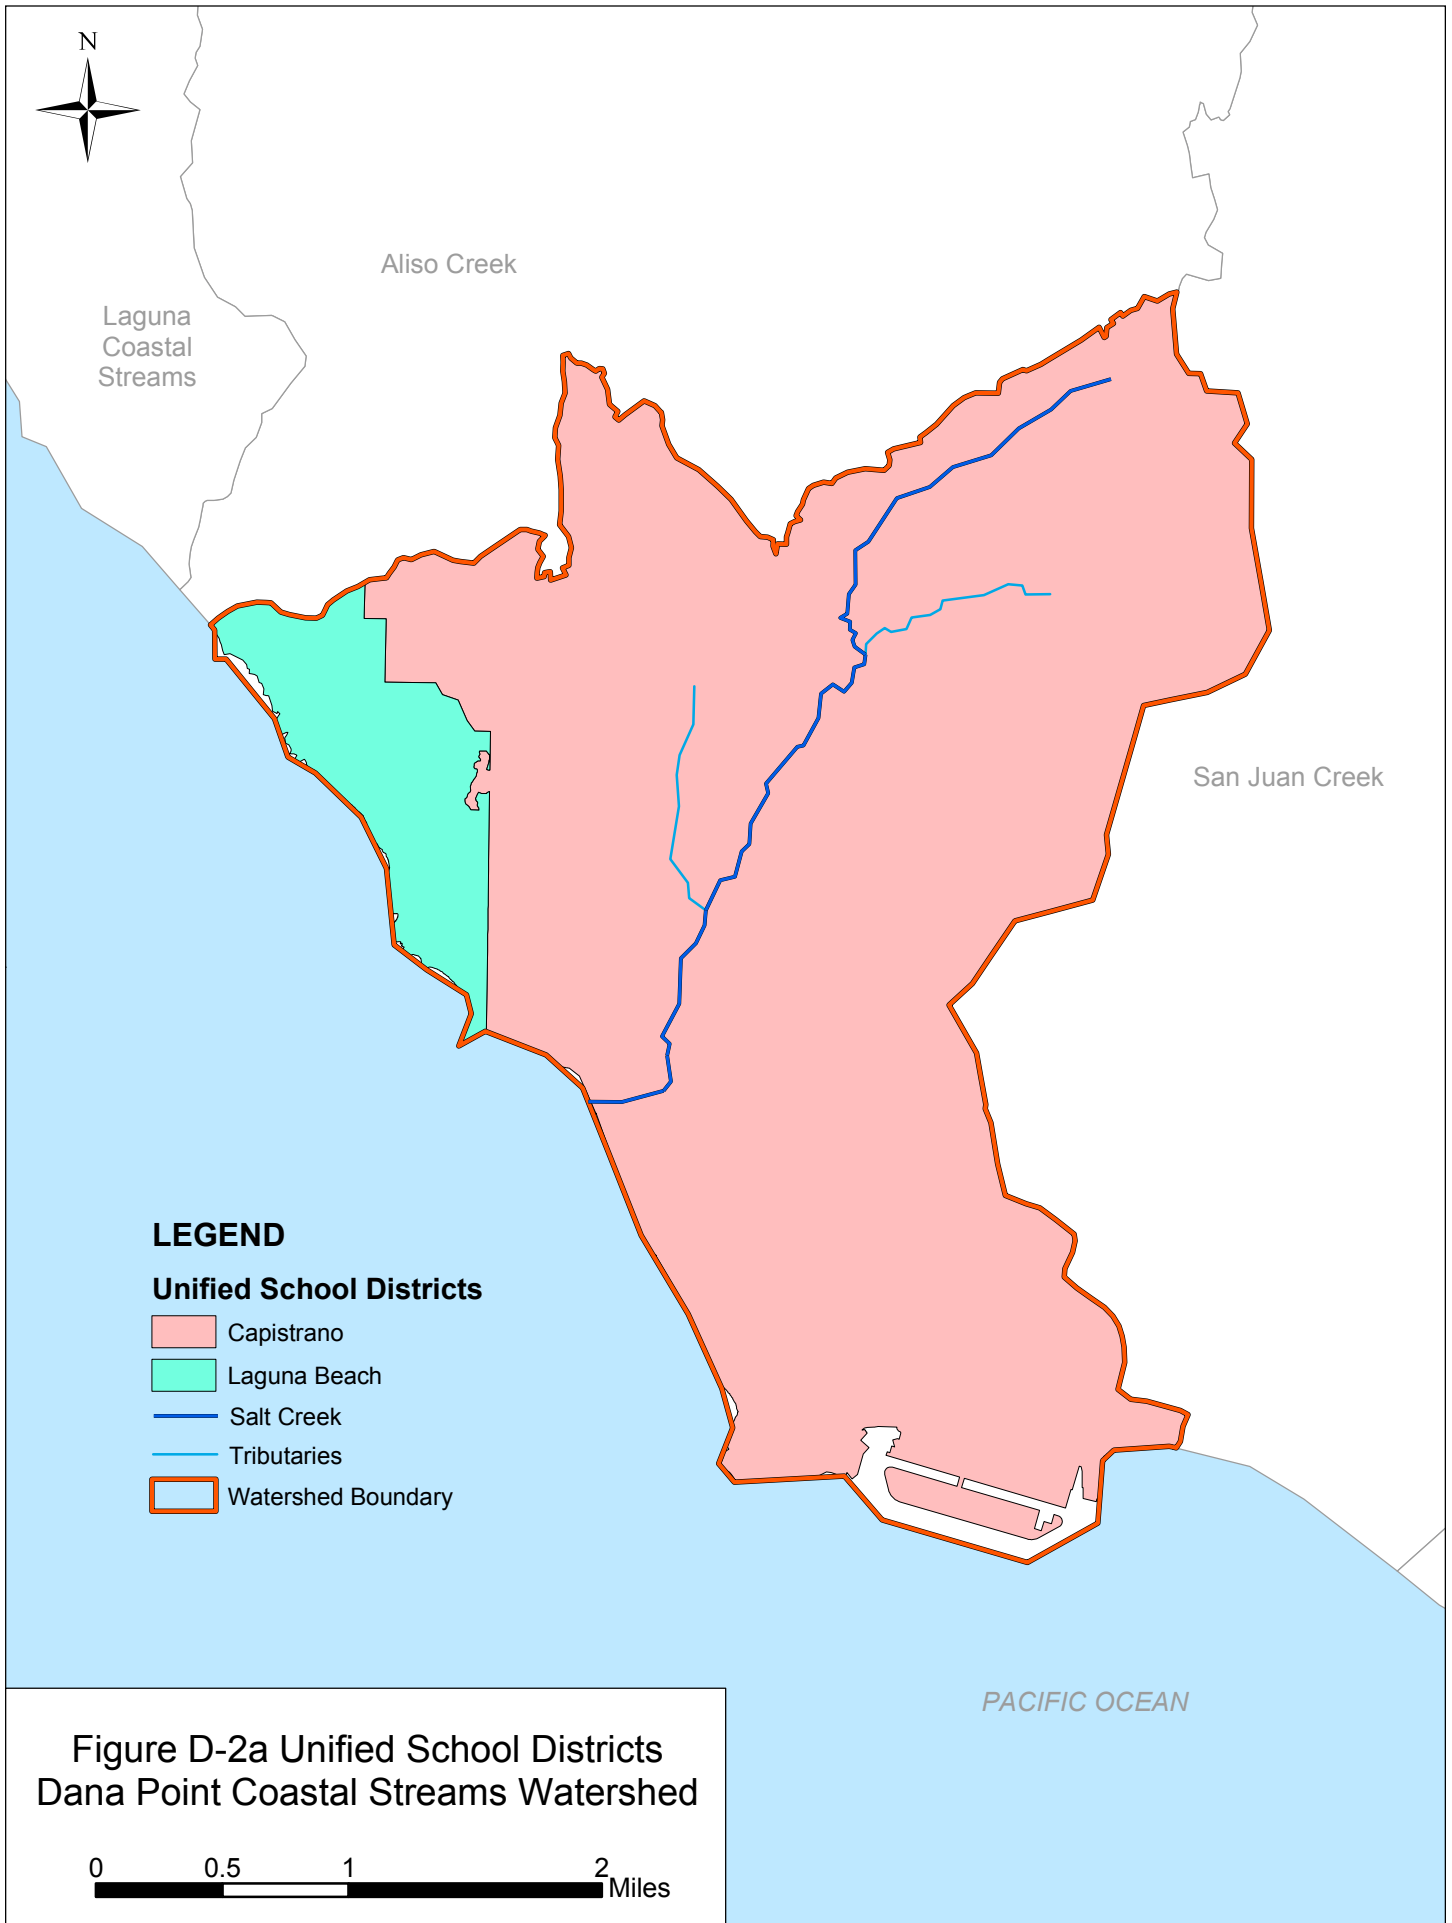 N
Aliso Creek
Laguna
Coastal
Streams
San Juan Creek
LEGEND
Unified School Districts
Capistrano
Laguna Beach
Salt Creek
Tributaries
Watershed Boundary
PACIFIC OCEAN
Figure D-2a Unified School Districts
Dana Point Coastal Streams Watershed
0 0.5 1 2
Miles